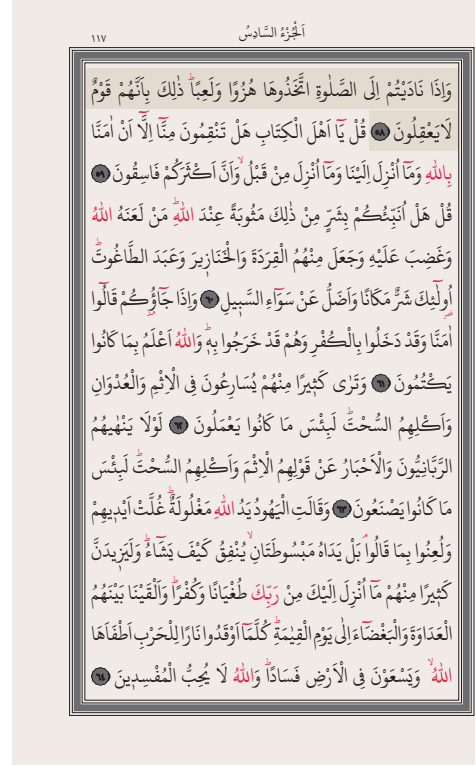 اَلْجُزْءُ السَّادِسُ
١١٧
وَاِذَا نَادَيْتُمْ اِلَى الصَّلٰوةِ اتَّخَذُوهَا هُزُوًا وَلَعِبًاۜ ذٰلِكَ بِاَنَّهُمْ قَوْمٌ
لَايَعْقِلُونَ ﴿٥٨﴾ قُلْ يَٓا اَهْلَ الْكِتَابِ هَلْ تَنْقِمُونَ مِنَّٓا اِلَّٓا اَنْ اٰمَنَّا
بِاللّٰهِ وَمَٓا اُنْزِلَ اِلَيْنَا وَمَٓا اُنْزِلَ مِنْ قَبْلُۙ وَاَنَّ اَكْثَرَكُمْ فَاسِقُونَ ﴿٥٩﴾
قُلْ هَلْ اُنَبِّئُكُمْ بِشَرٍّ مِنْ ذٰلِكَ مَثُوبَةً عِنْدَ اللّٰهِۜ مَنْ لَعَنَهُ اللّٰهُ
وَغَضِبَ عَلَيْهِ وَجَعَلَ مِنْهُمُ الْقِرَدَةَ وَالْخَنَازِيرَ وَعَبَدَ الطَّاغُوتَۜ
اُو۬لٰٓئِكَ شَرٌّ مَكَانًا وَاَضَلُّ عَنْ سَوَٓاءِ السَّبِيلِ ﴿٦٠﴾ وَاِذَا جَٓاؤُ۫كُمْ قَالُٓوا
اٰمَنَّا وَقَدْ دَخَلُوا بِالْكُفْرِ وَهُمْ قَدْ خَرَجُوا بِهٖۜ وَاللّٰهُ اَعْلَمُ بِمَا كَانُوا
يَكْتُمُونَ ﴿٦١﴾ وَتَرٰى كَثِيرًا مِنْهُمْ يُسَارِعُونَ فِى الْاِثْمِ وَالْعُدْوَانِ
وَاَكْلِهِمُ السُّحْتَۜ لَبِئْسَ مَا كَانُوا يَعْمَلُونَ ﴿٦٢﴾ لَوْلَا يَنْهٰيهُمُ
الرَّبَّانِيُّونَ وَالْاَحْبَارُ عَنْ قَوْلِهِمُ الْاِثْمَ وَاَكْلِهِمُ السُّحْتَۜ لَبِئْسَ
مَا كَانُوا يَصْنَعُونَ ﴿٦٣﴾ وَقَالَتِ الْيَهُودُ يَدُ اللّٰهِ مَغْلُولَةٌۜ غُلَّتْ اَيْدِيهِمْ
وَلُعِنُوا بِمَا قَالُواۢ بَلْ يَدَاهُ مَبْسُوطَتَانِۙ يُنْفِقُ كَيْفَ يَشَٓاءُۜ وَلَيَزِيدَنَّ
كَثِيرًا مِنْهُمْ مَٓا اُنْزِلَ اِلَيْكَ مِنْ رَبِّكَ طُغْيَانًا وَكُفْرًاۜ وَاَلْقَيْنَا بَيْنَهُمُ
الْعَدَاوَةَ وَالْبَغْضَٓاءَ اِلٰى يَوْمِ الْقِيٰمَةِۜ كُلَّمَٓا اَوْقَدُوا نَارًا لِلْحَرْبِ اَطْفَاَهَا
اللّٰهُۙ وَيَسْعَوْنَ فِى الْاَرْضِ فَسَادًاۜ وَاللّٰهُ لَا يُحِبُّ الْمُفْسِدِينَ ﴿٦٤﴾